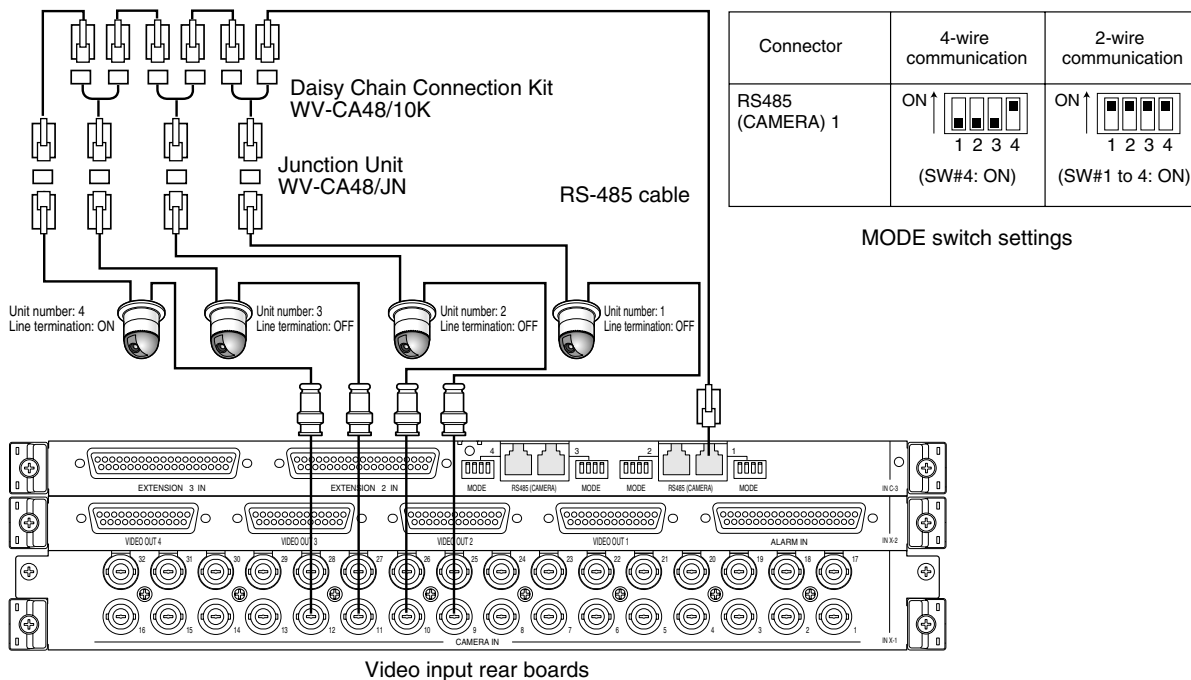 Daisy Chain Connection Kit
WV-CA48/10K
Junction Unit
WV-CA48/JN
RS-485 cable
Connector
4-wire
communication
2-wire
communication
RS485
(CAMERA) 1
ON
1 2 3 4
(SW#4: ON)
ON
1 2 3 4
(SW#1 to 4: ON)
MODE switch settings
Unit number: 4
Line termination: ON
Unit number: 3
Line termination: OFF
Unit number: 2
Line termination: OFF
Unit number: 1
Line termination: OFF
4 3 2 1
EXTENSION 3 IN EXTENSION 2 IN MODE RS485 (CAMERA) MODE MODE RS485 (CAMERA) MODE IN C-3
VIDEO OUT 4 VIDEO OUT 3 VIDEO OUT 2 VIDEO OUT 1 ALARM IN IN X-2
32 31 30 29 28 27 26 25 24 23 22 21 20 19 18 17
16 15 14 13 12 11 10 9 8 7 6 5 4 3 2 1
CAMERA IN IN X-1
Video input rear boards